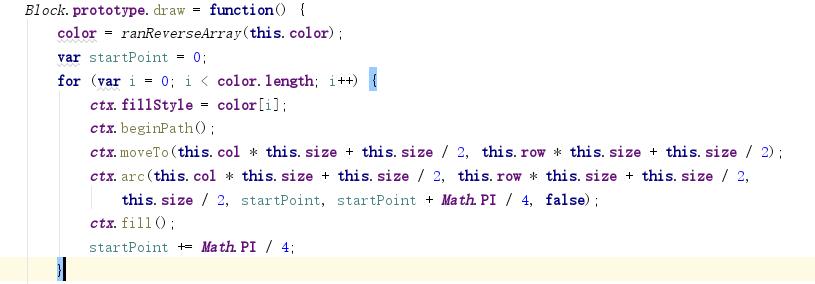 Block.prototype.draw = function() {
    color = ranReverseArray(this.color);
    var startPoint = 0;
    for (var i = 0; i < color.length; i++) {
        ctx.fillStyle = color[i];
        ctx.beginPath();
        ctx.moveTo(this.col * this.size + this.size / 2, this.row * this.size + this.size / 2);
        ctx.arc(this.col * this.size + this.size / 2, this.row * this.size + this.size / 2,
            this.size / 2, startPoint, startPoint + Math.PI / 4, false);
        ctx.fill();
        startPoint += Math.PI / 4;
    }